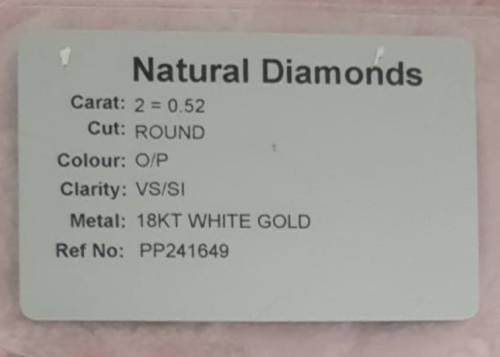 Natural Diamonds
Carat: 2 = 0.52
Cut: ROUND
Colour: O/P
Clarity: VS/SI
Metal: 18KT WHITE GOLD
Ref No: PP241649